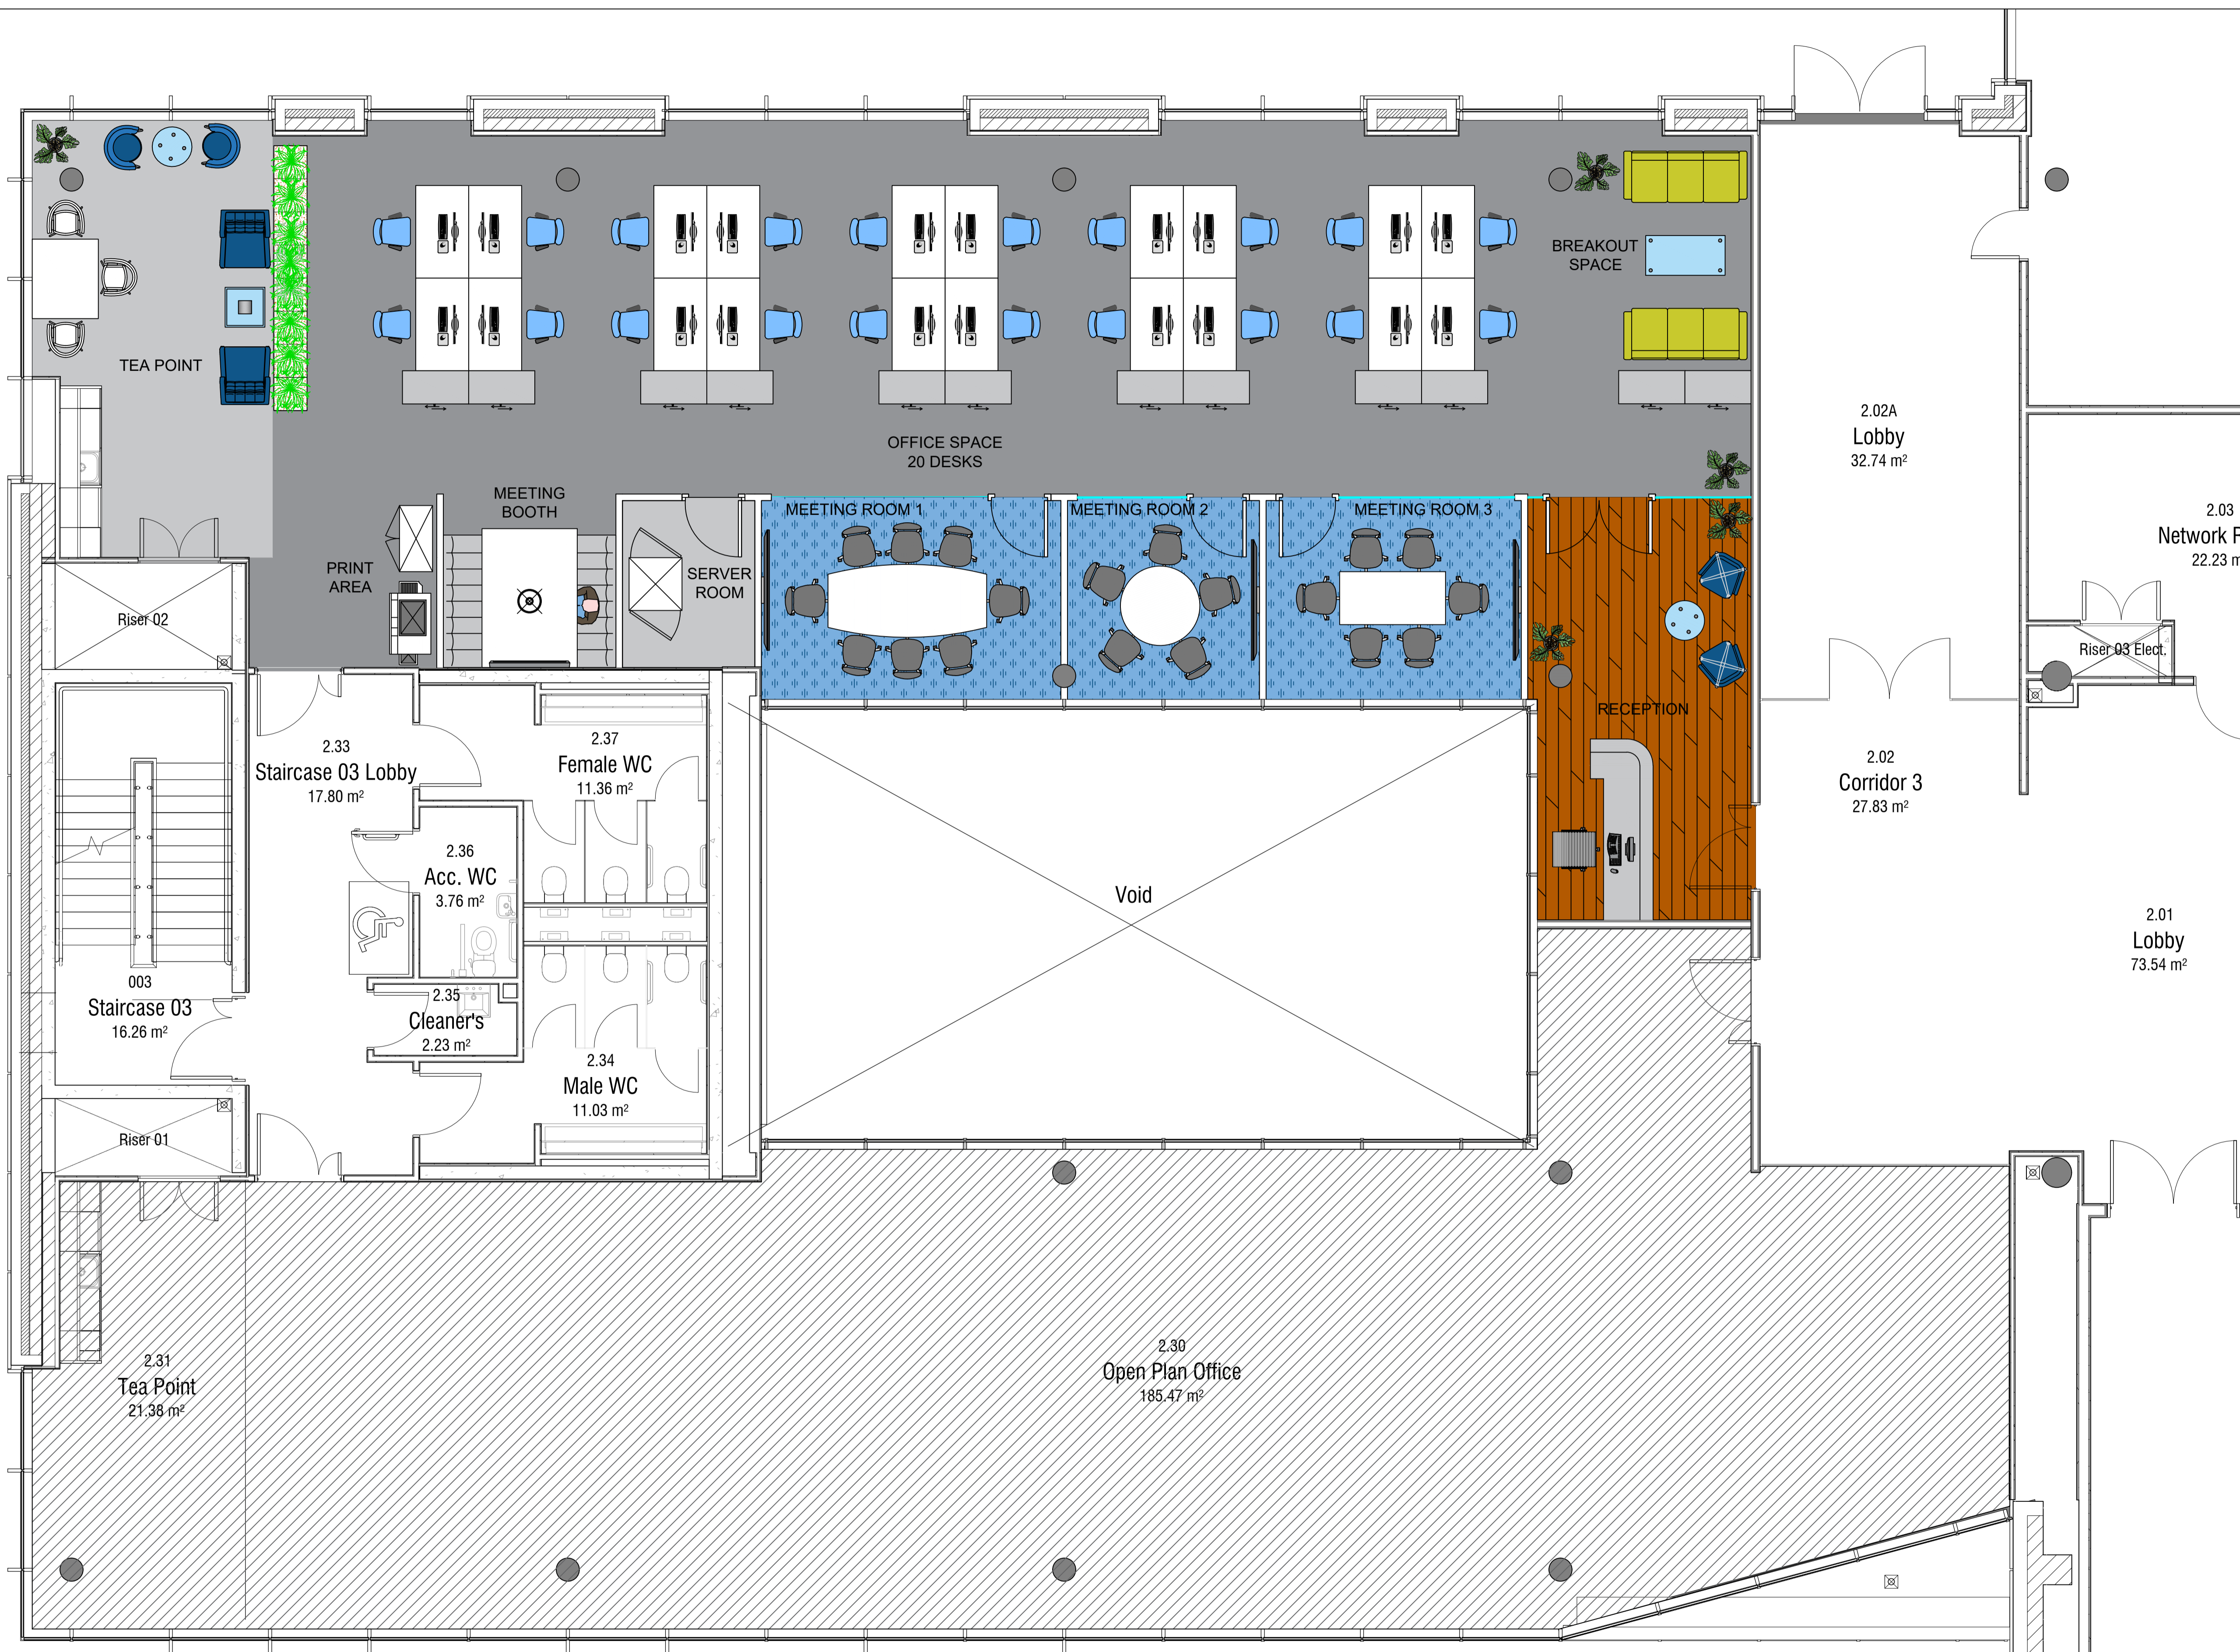 TEA POINT
BREAKOUT
SPACE
OFFICE SPACE
20 DESKS
MEETING
BOOTH
PRINT
AREA
SERVER
ROOM
MEETING ROOM 1
MEETING ROOM 2
MEETING ROOM 3
RECEPTION
2.02A
Lobby
32.74 m²
2.03
Network
22.23
Riser 03 Elect.
Riser 02
2.33
Staircase 03 Lobby
17.80 m²
2.37
Female WC
11.36 m²
2.36
Acc. WC
3.76 m²
2.02
Corridor 3
27.83 m²
Void
2.01
Lobby
73.54 m²
003
Staircase 03
16.26 m²
2.35
Cleaner's
2.23 m²
2.34
Male WC
11.03 m²
Riser 01
2.31
Tea Point
21.38 m²
2.30
Open Plan Office
185.47 m²